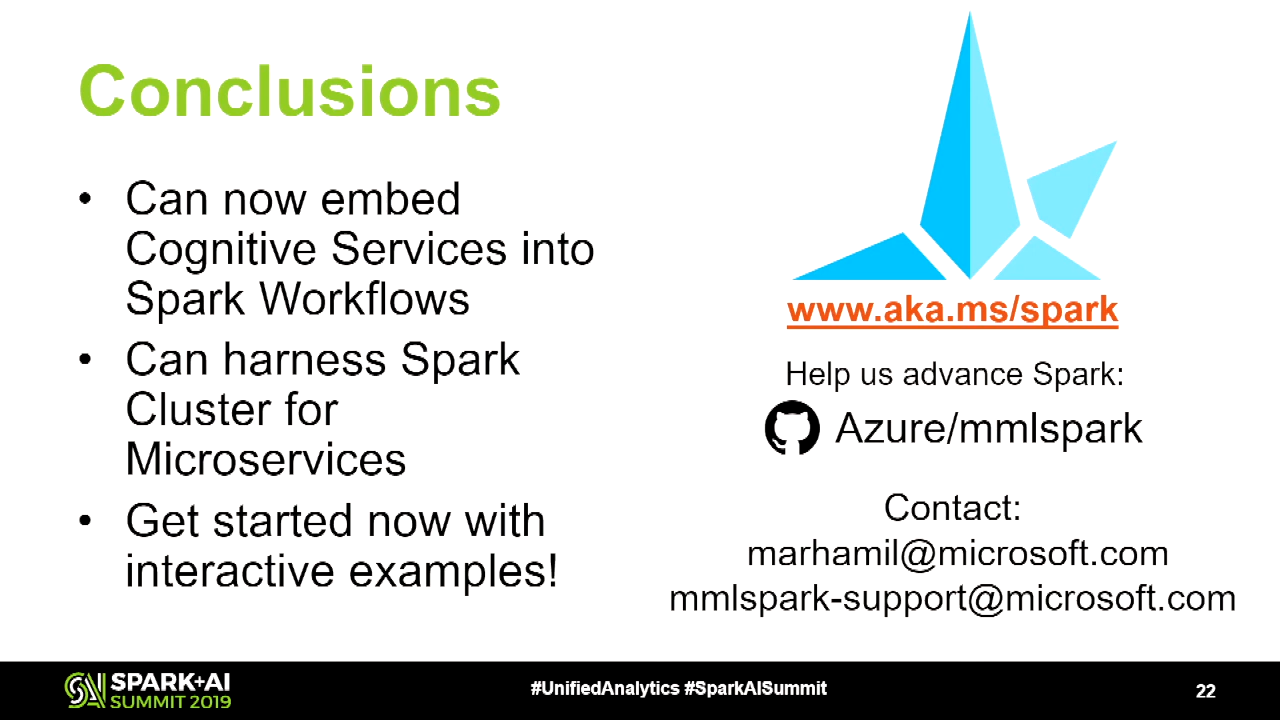 Conclusions
• Can now embed
Cognitive Services into
Spark Workflows
• Can harness Spark
Cluster for
Microservices
• Get started now with
interactive examples!
www.aka.ms/spark
Help us advance Spark:
Azure/mmlspark
Contact:
marhamil@microsoft.com
mmlspark-support@microsoft.com
SPARK+AI
SUMMIT 2019
#UnifiedAnalytics #SparkAISummit
22